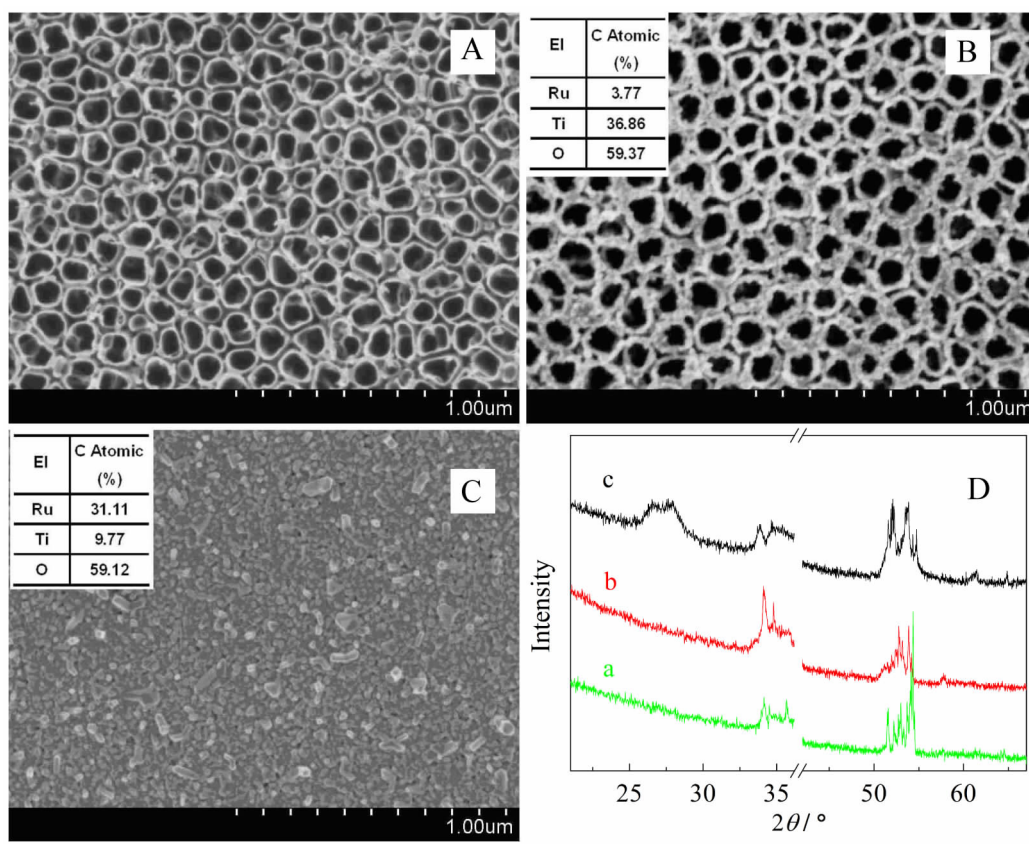 A
El C Atomic (%)
Ru 3.77
Ti 36.86
O 59.37
B
1.00um
1.00um
El C Atomic (%)
Ru 31.11
Ti 9.77
O 59.12
C
1.00um
D
c
b
a
Intensity
25 30 35 50 60
2θ / °